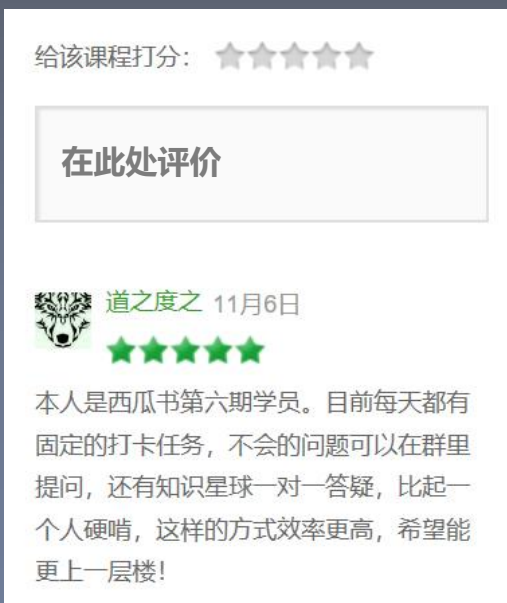 给该课程打分：
在此处评价
道之度之 11月6日
本人是西瓜书第六期学员。目前每天都有
固定的打卡任务，不会的问题可以在群里
提问，还有知识星球一对一答疑，比起一
个人硬啃，这样的方式效率更高，希望能
更上一层楼！